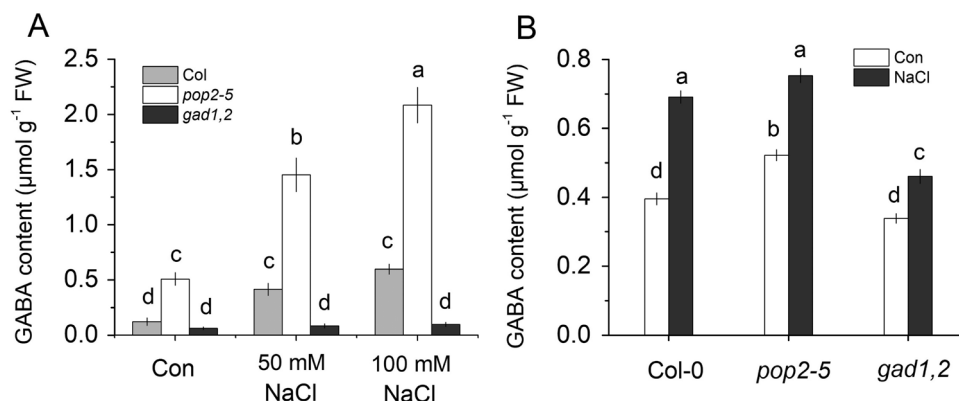 A
GABA content (µmol g⁻¹ FW)
2.5
2.0
1.5
1.0
0.5
0.0
Col
pop2-5
gad1,2
d
c
d
c
b
d
c
a
d
Con
50 mM
NaCl
100 mM
NaCl
B
GABA content (µmol g⁻¹ FW)
0.8
0.6
0.4
0.2
0.0
Con
NaCl
d
a
b
a
d
c
Col-0
pop2-5
gad1,2